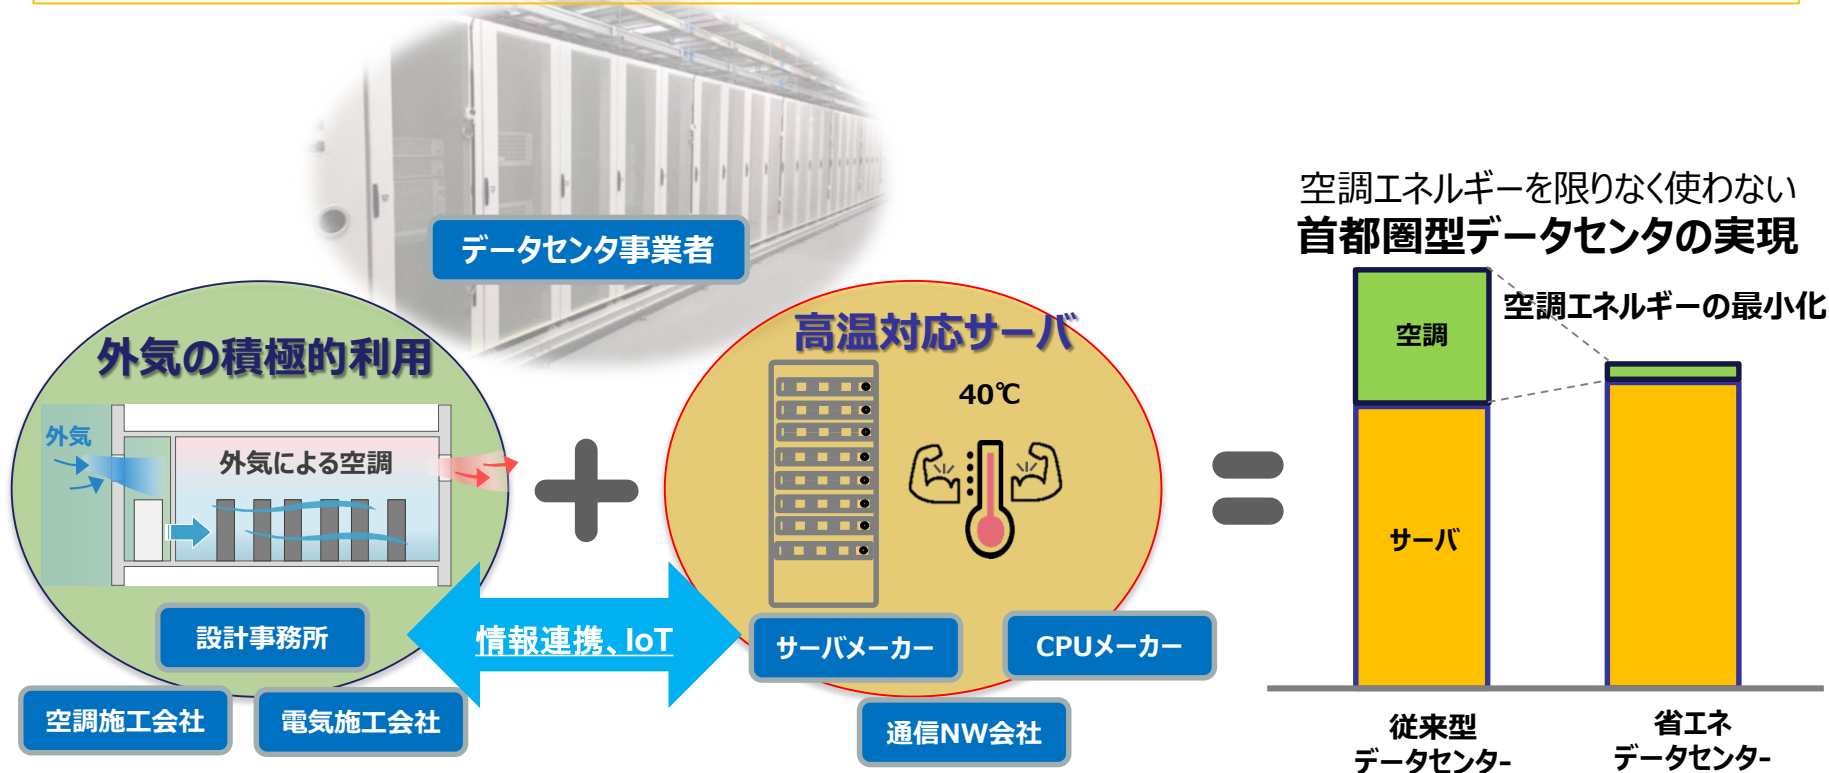 データセンタ事業者
外気の積極的利用
外気
外気による空調
設計事務所
空調施工会社
電気施工会社
情報連携、IoT
高温対応サーバ
40℃
サーバメーカー
CPUメーカー
通信NW会社
空調エネルギーを限りなく使わない
首都圏型データセンタの実現
空調エネルギーの最小化
空調
サーバ
従来型
データセンター
省エネ
データセンター